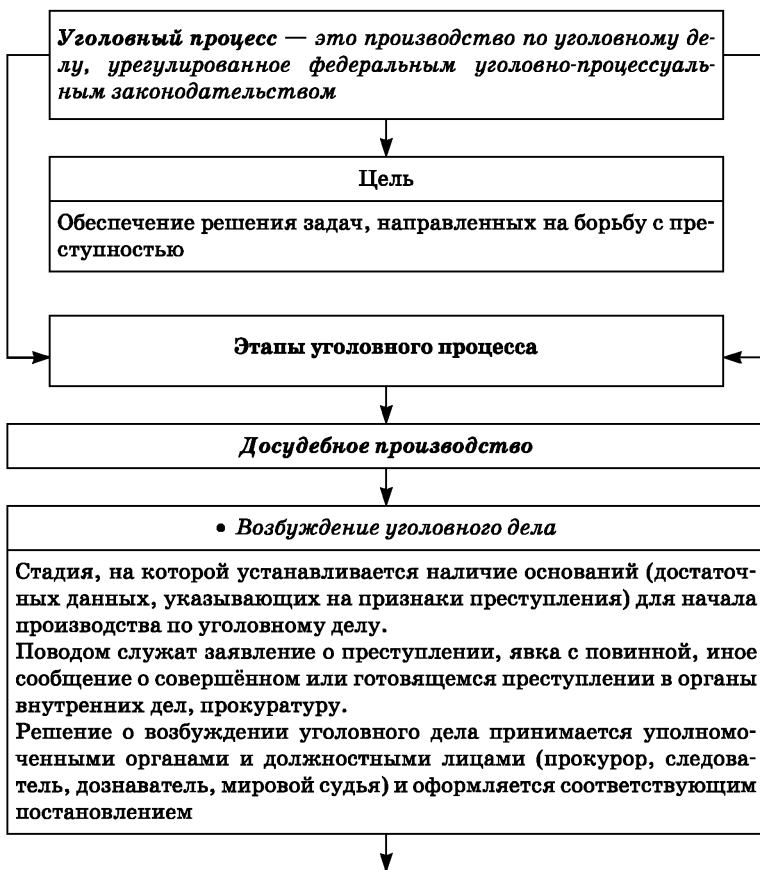 Уголовный процесс — это производство по уголовному де-
лу, урегулированное федеральным уголовно-процессуаль-
ным законодательством
Цель
Обеспечение решения задач, направленных на борьбу с пре-
ступностью
Этапы уголовного процесса
Досудебное производство
• Возбуждение уголовного дела
Стадия, на которой устанавливается наличие оснований (достаточ-
ных данных, указывающих на признаки преступления) для начала
производства по уголовному делу.
Поводом служат заявление о преступлении, явка с повинной, иное
сообщение о совершённом или готовящемся преступлении в органы
внутренних дел, прокуратуру.
Решение о возбуждении уголовного дела принимается уполномо-
ченными органами и должностными лицами (прокурор, следова-
тель, дознаватель, мировой судья) и оформляется соответствующим
постановлением